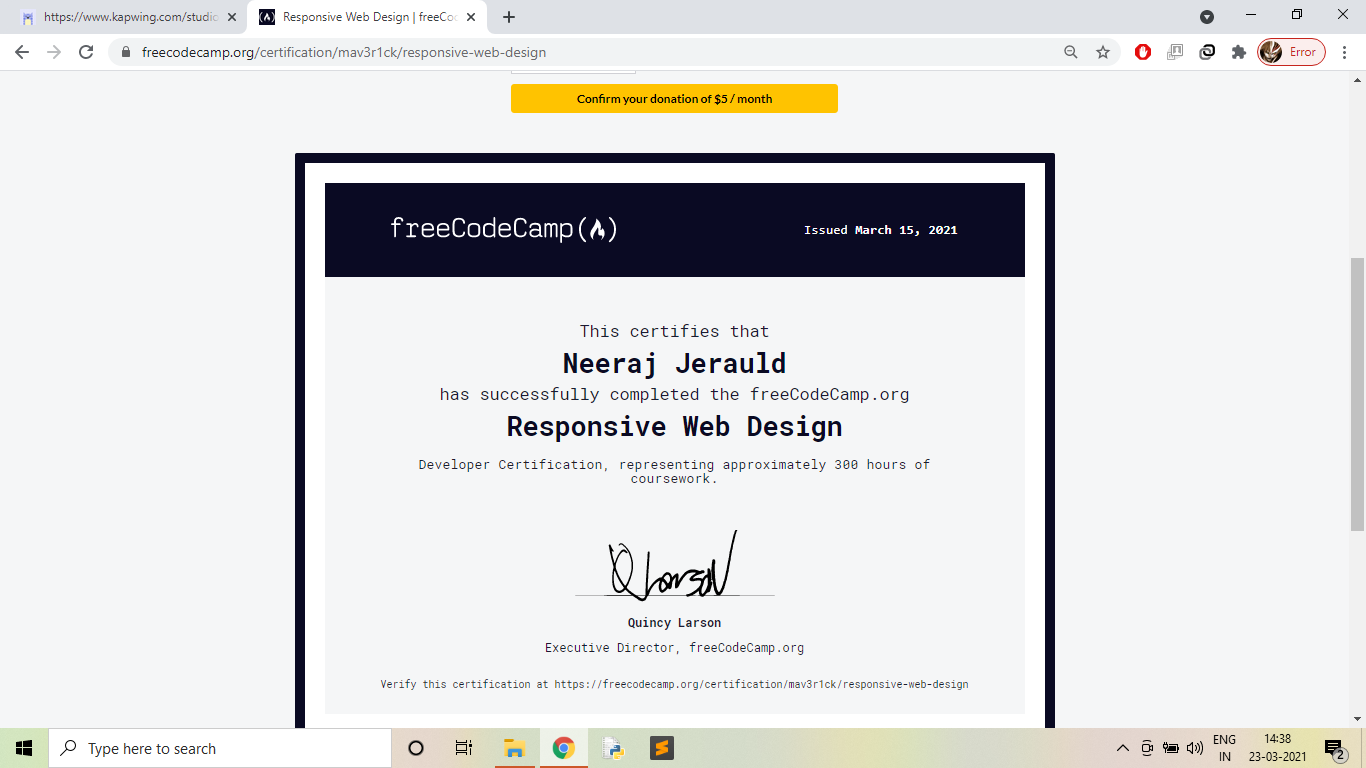 https://www.kapwing.com/studio
Responsive Web Design | freeCoc
freecodecamp.org/certification/mav3r1ck/responsive-web-design
Error
Confirm your donation of $5 / month
freeCodeCamp(🔥)
Issued March 15, 2021
This certifies that
Neeraj Jerauld
has successfully completed the freeCodeCamp.org
Responsive Web Design
Developer Certification, representing approximately 300 hours of
coursework.
Q Larson
Quincy Larson
Executive Director, freeCodeCamp.org
Verify this certification at https://freecodecamp.org/certification/mav3r1ck/responsive-web-design
Type here to search
ENG
IN
14:38
23-03-2021
2